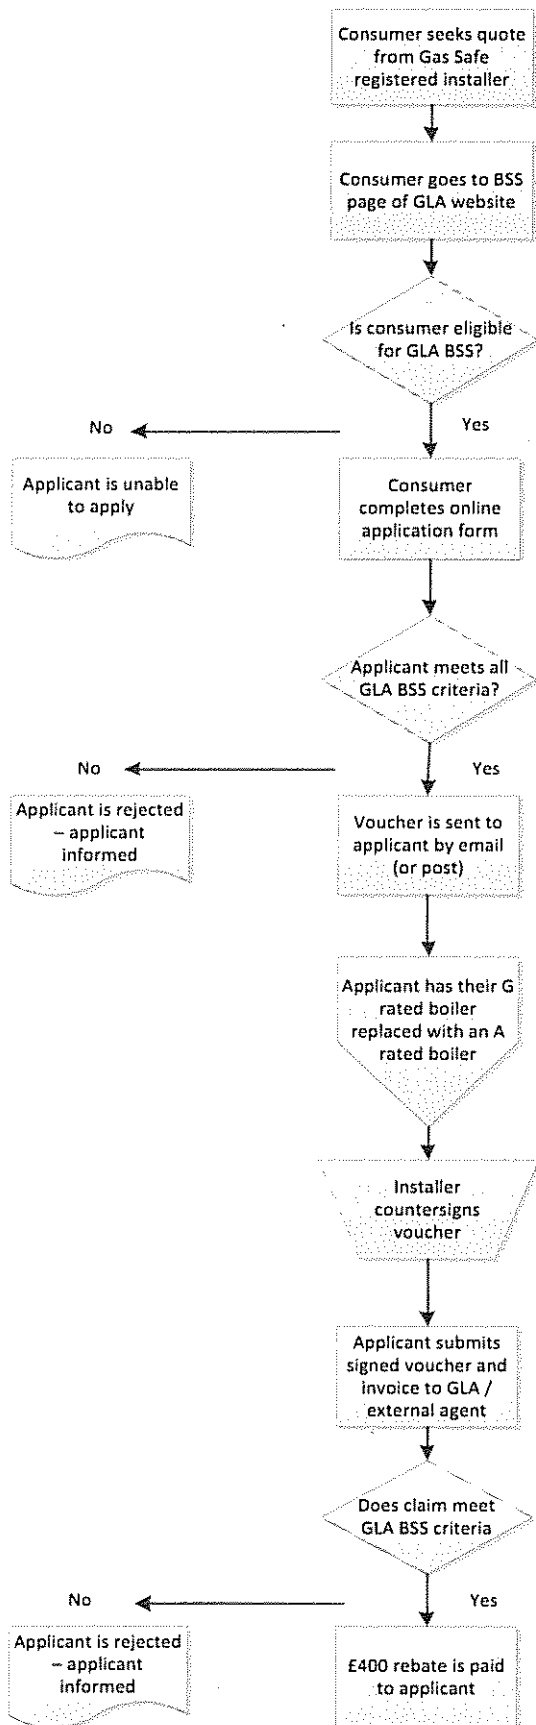 Consumer seeks quote
from Gas Safe
registered installer
Consumer goes to BSS
page of GLA website
Is consumer eligible
for GLA BSS?
No
Yes
Applicant is unable
to apply
Consumer
completes online
application form
Applicant meets all
GLA BSS criteria?
No
Yes
Applicant is rejected
– applicant
informed
Voucher is sent to
applicant by email
(or post)
Applicant has their G
rated boiler
replaced with an A
rated boiler
Installer
countersigns
voucher
Applicant submits
signed voucher and
invoice to GLA /
external agent
Does claim meet
GLA BSS criteria
No
Yes
Applicant is rejected
– applicant
informed
£400 rebate is paid
to applicant